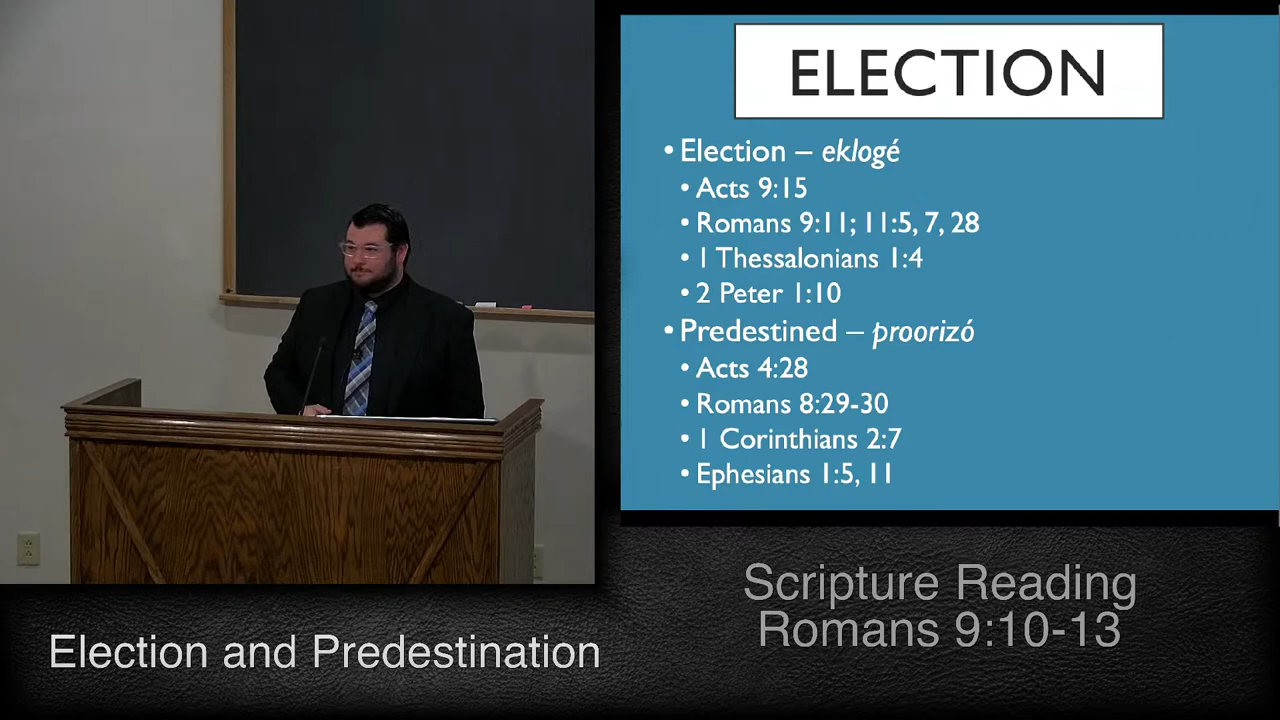 ELECTION
• Election – eklogé
• Acts 9:15
• Romans 9:11; 11:5, 7, 28
• 1 Thessalonians 1:4
• 2 Peter 1:10
• Predestined – proorizó
• Acts 4:28
• Romans 8:29-30
• 1 Corinthians 2:7
• Ephesians 1:5, 11
Scripture Reading
Romans 9:10-13
Election and Predestination